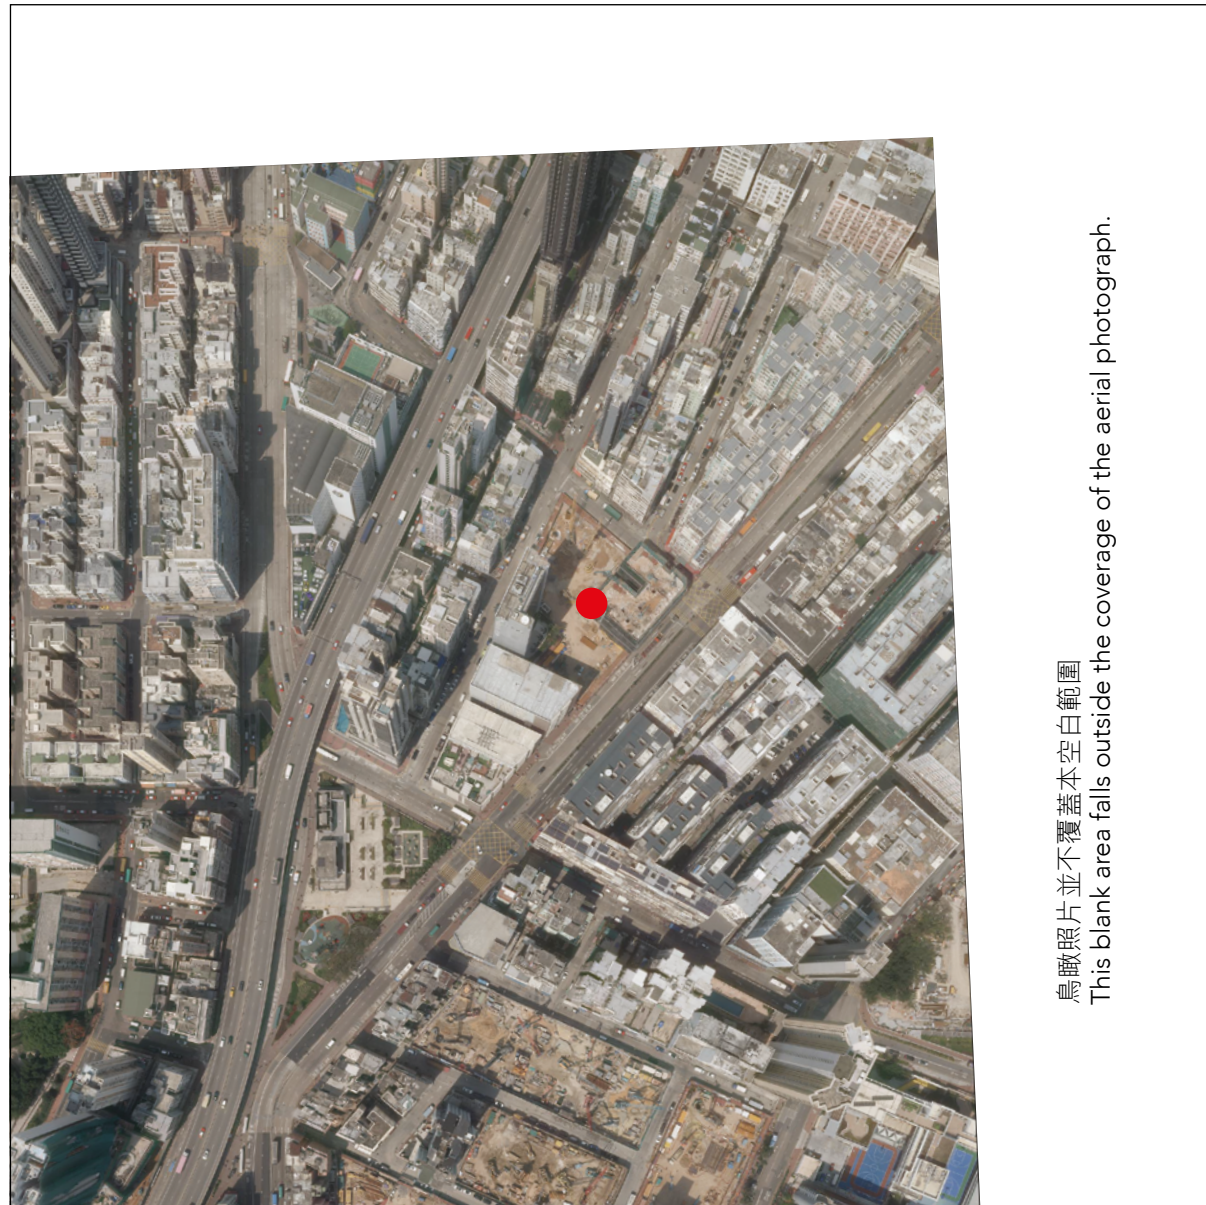 鳥瞰照片並不覆蓋本空白範圍
This blank area falls outside the coverage of the aerial photograph.